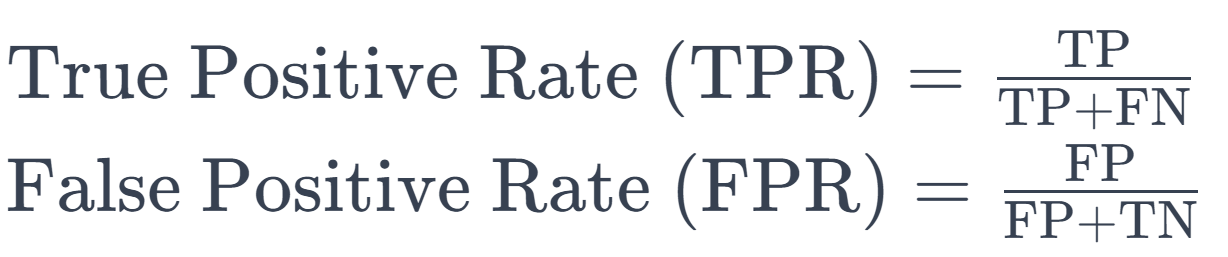 True Positive Rate (TPR) = TP/TP+FN
False Positive Rate (FPR) = FP/FP+TN